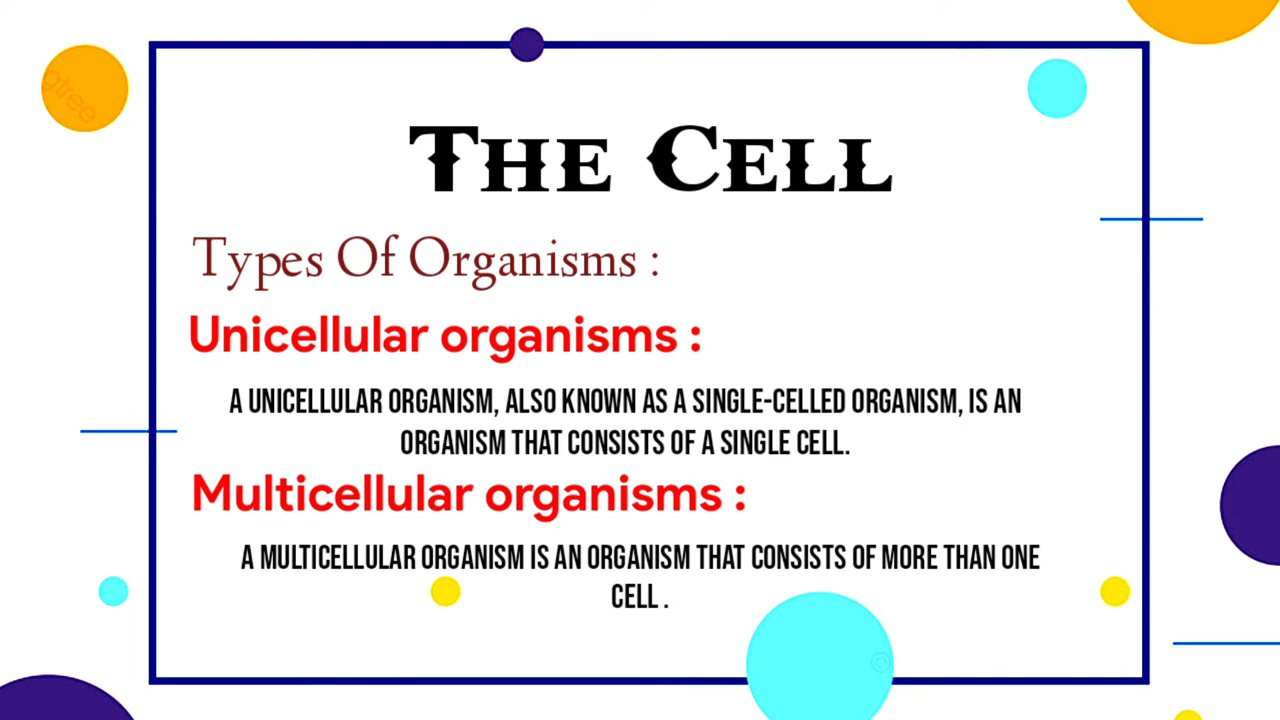 The Cell
Types Of Organisms :
Unicellular organisms :
A UNICELLULAR ORGANISM, ALSO KNOWN AS A SINGLE-CELLED ORGANISM, IS AN
ORGANISM THAT CONSISTS OF A SINGLE CELL.
Multicellular organisms :
A MULTICELLULAR ORGANISM IS AN ORGANISM THAT CONSISTS OF MORE THAN ONE
CELL .